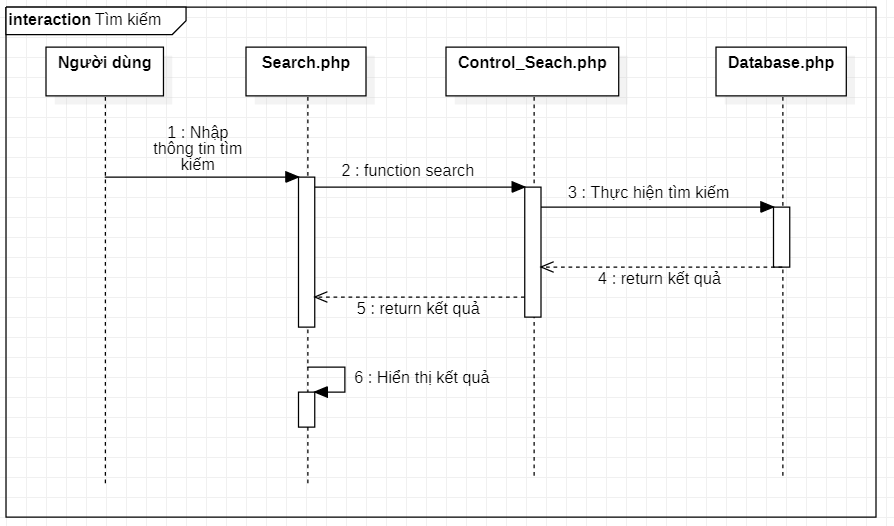 interaction Tìm kiếm
Người dùng
Search.php
Control_Seach.php
Database.php
1 : Nhập
thông tin tìm
kiếm
2 : function search
3 : Thực hiện tìm kiếm
4 : return kết quả
5 : return kết quả
6 : Hiển thị kết quả